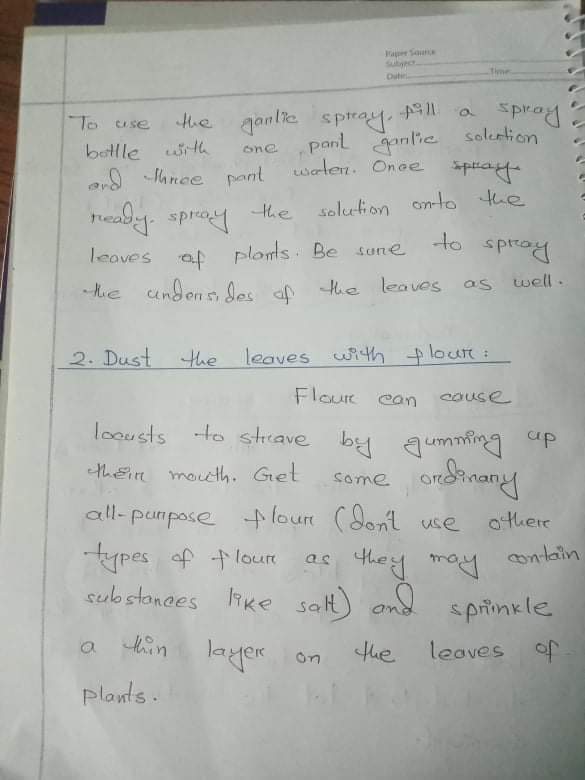 Paper Source
Subject:
Date: Time:
To use the garlic spray, fill a spray
bottle with one part garlic solution
and three part water. Once spray
ready. spray the solution onto the
leaves of plants. Be sure to spray
the undersides of the leaves as well.
2. Dust the leaves with flour:
Flour can cause
locusts to strave by gumming up
their mouth. Get some ordinary
all-purpose flour (don't use other
types of flour as they may contain
substances like salt) and sprinkle
a thin layer on the leaves of
plants.